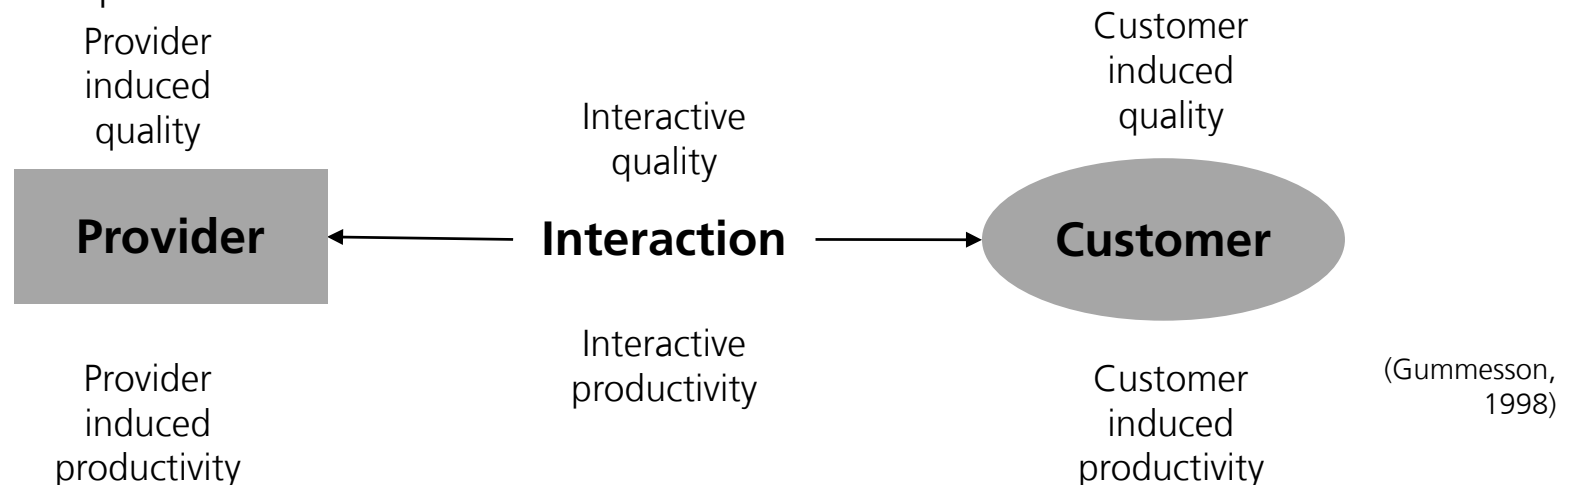 Provider
induced
quality
Interactive
quality
Customer
induced
quality
Provider
Interaction
Customer
Provider
induced
productivity
Interactive
productivity
Customer
induced
productivity
(Gummesson,
1998)